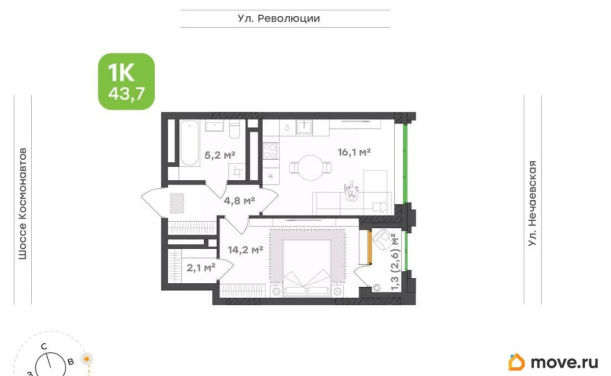 Ул. Революции
1К
43,7
Шоссе Космонавтов
5,2 м²
16,1 м²
4,8 м²
14,2 м²
2,1 м²
1,3 (2,6) м²
Ул. Нечаевская
С
В
З
move.ru